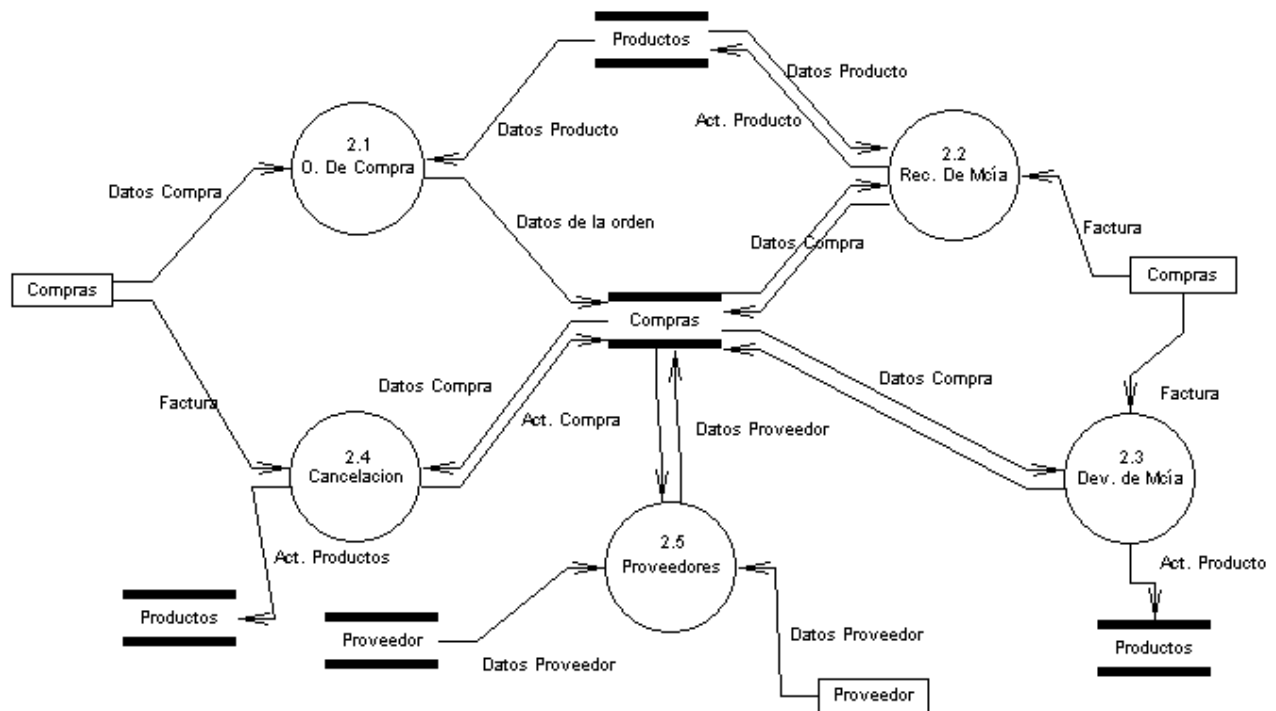 Productos
Datos Producto
Act. Producto
Datos Producto
2.1
O. De Compra
2.2
Rec. De Mcía
Datos Compra
Datos de la orden
Datos Compra
Factura
Compras
Compras
Compras
Datos Compra
Datos Compra
Factura
Act. Compra
Datos Proveedor
Factura
2.4
Cancelacion
2.3
Dev. de Mcía
2.5
Proveedores
Act. Productos
Act. Producto
Productos
Proveedor
Datos Proveedor
Datos Proveedor
Productos
Proveedor